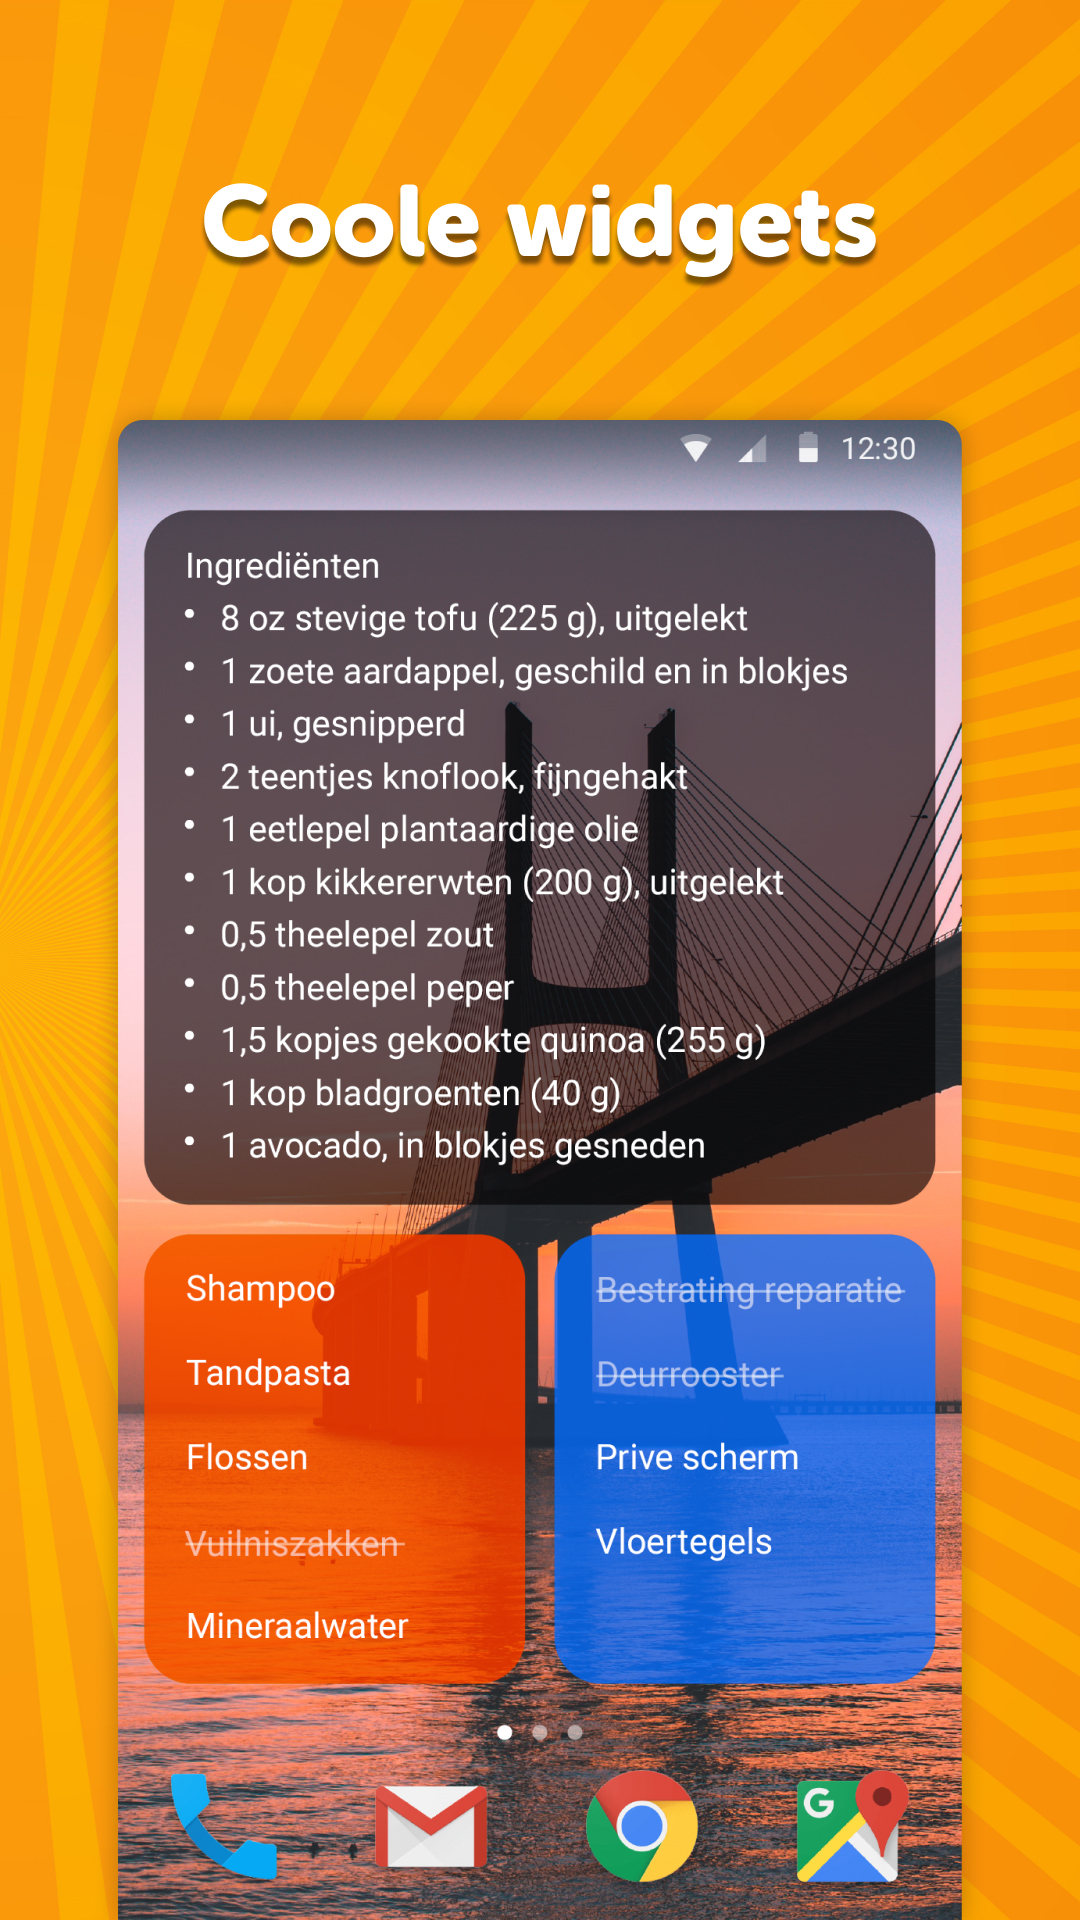 Coole widgets
12:30
Ingrediënten
• 8 oz stevige tofu (225 g), uitgelekt
• 1 zoete aardappel, geschild en in blokjes
• 1 ui, gesnipperd
• 2 teentjes knoflook, fijngehakt
• 1 eetlepel plantaardige olie
• 1 kop kikkererwten (200 g), uitgelekt
• 0,5 theelepel zout
• 0,5 theelepel peper
• 1,5 kopjes gekookte quinoa (255 g)
• 1 kop bladgroenten (40 g)
• 1 avocado, in blokjes gesneden
Shampoo
Tandpasta
Flossen
Vuilniszakken
Mineraalwater
Bestrating reparatie
Deurrooster
Prive scherm
Vloertegels
G